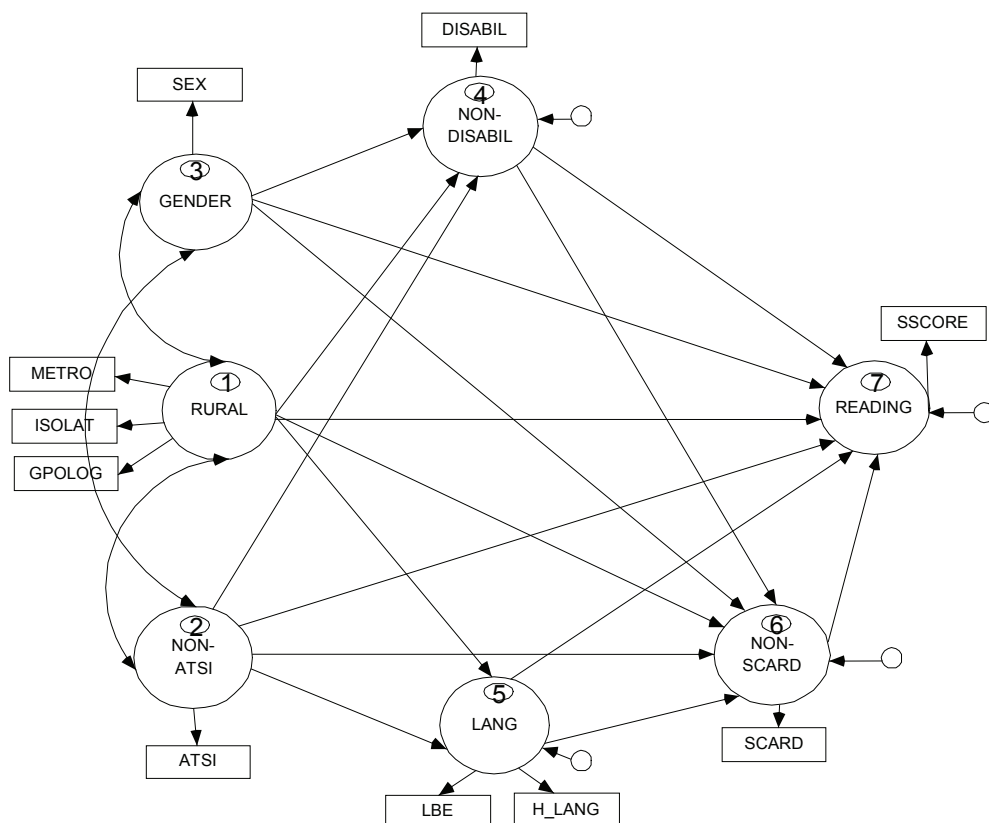 DISABIL
4
NON-
DISABIL
SEX
3
GENDER
SSCORE
METRO
1
RURAL
7
READING
ISOLAT
GPOLOG
2
NON-
ATSI
6
NON-
SCARD
5
LANG
ATSI
SCARD
LBE
H_LANG